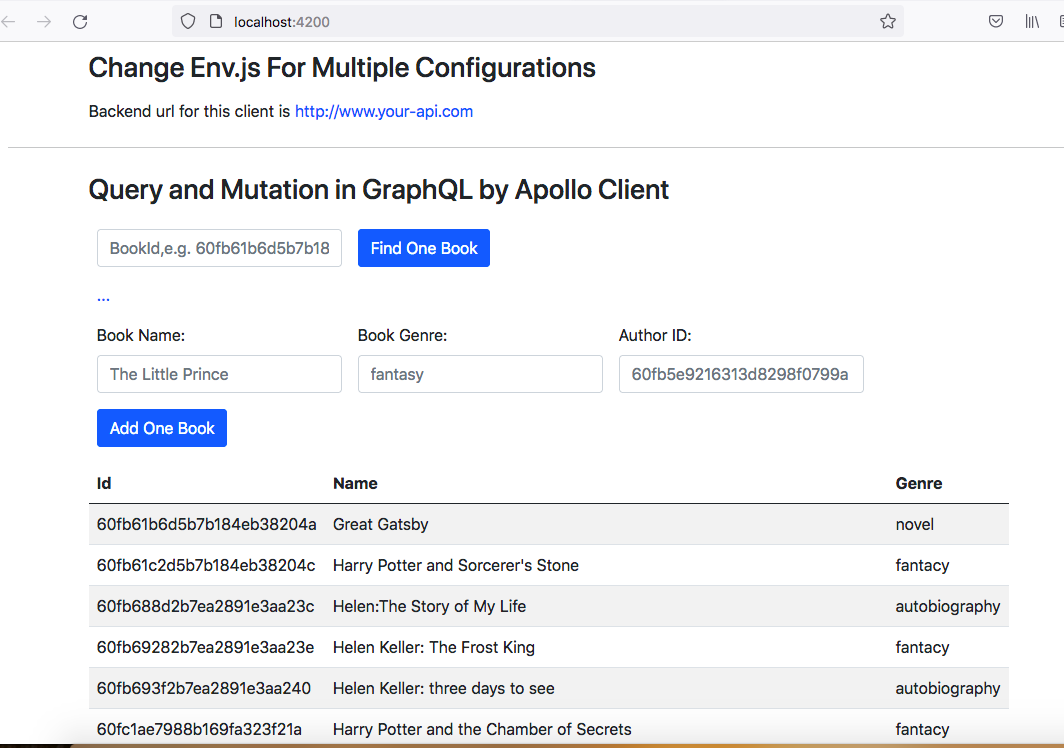 localhost:4200
Change Env.js For Multiple Configurations
Backend url for this client is http://www.your-api.com
Query and Mutation in GraphQL by Apollo Client
BookId,e.g. 60fb61b6d5b7b18 Find One Book
...
Book Name: Book Genre: Author ID:
The Little Prince fantasy 60fb5e9216313d8298f0799a
Add One Book
Id Name Genre
60fb61b6d5b7b184eb38204a Great Gatsby novel
60fb61c2d5b7b184eb38204c Harry Potter and Sorcerer's Stone fantacy
60fb688d2b7ea2891e3aa23c Helen:The Story of My Life autobiography
60fb69282b7ea2891e3aa23e Helen Keller: The Frost King fantacy
60fb693f2b7ea2891e3aa240 Helen Keller: three days to see autobiography
60fc1ae7988b169fa323f21a Harry Potter and the Chamber of Secrets fantacy